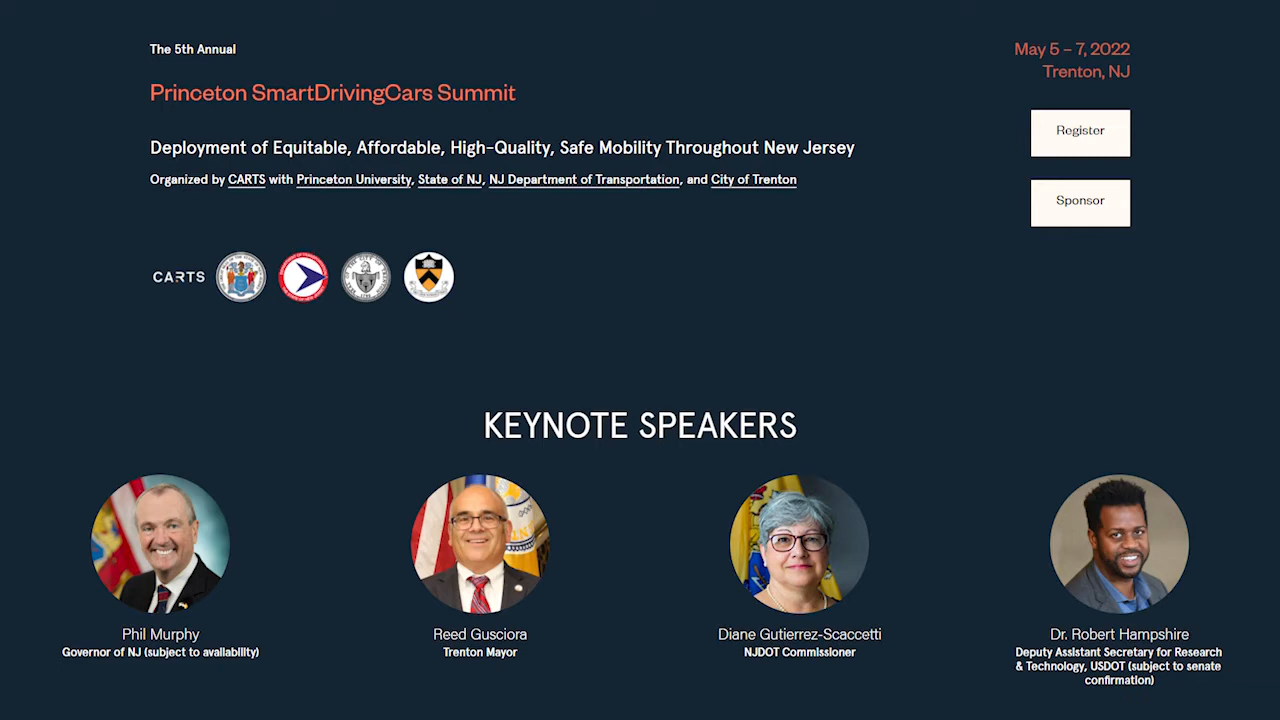 The 5th Annual
May 5 – 7, 2022
Trenton, NJ
Princeton SmartDrivingCars Summit
Register
Deployment of Equitable, Affordable, High-Quality, Safe Mobility Throughout New Jersey
Organized by CARTS with Princeton University, State of NJ, NJ Department of Transportation, and City of Trenton
Sponsor
CARTS
KEYNOTE SPEAKERS
Phil Murphy
Governor of NJ (subject to availability)
Reed Gusciora
Trenton Mayor
Diane Gutierrez-Scaccetti
NJDOT Commissioner
Dr. Robert Hampshire
Deputy Assistant Secretary for Research
& Technology, USDOT (subject to senate
confirmation)